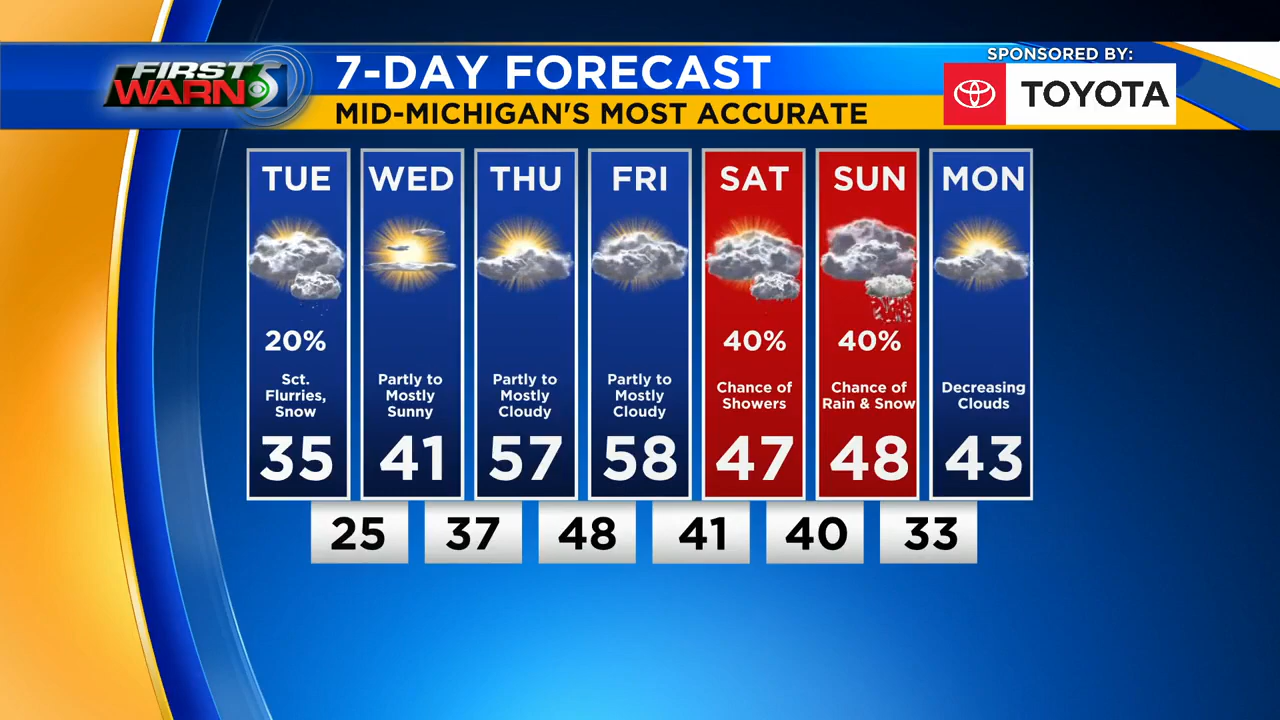 FIRST
WARN 5
7-DAY FORECAST
MID-MICHIGAN'S MOST ACCURATE
SPONSORED BY:
TOYOTA
TUE
20%
Sct.
Flurries,
Snow
35
WED
Partly to
Mostly
Sunny
41
THU
Partly to
Mostly
Cloudy
57
FRI
Partly to
Mostly
Cloudy
58
SAT
40%
Chance of
Showers
47
SUN
40%
Chance of
Rain & Snow
48
MON
Decreasing
Clouds
43
25
37
48
41
40
33